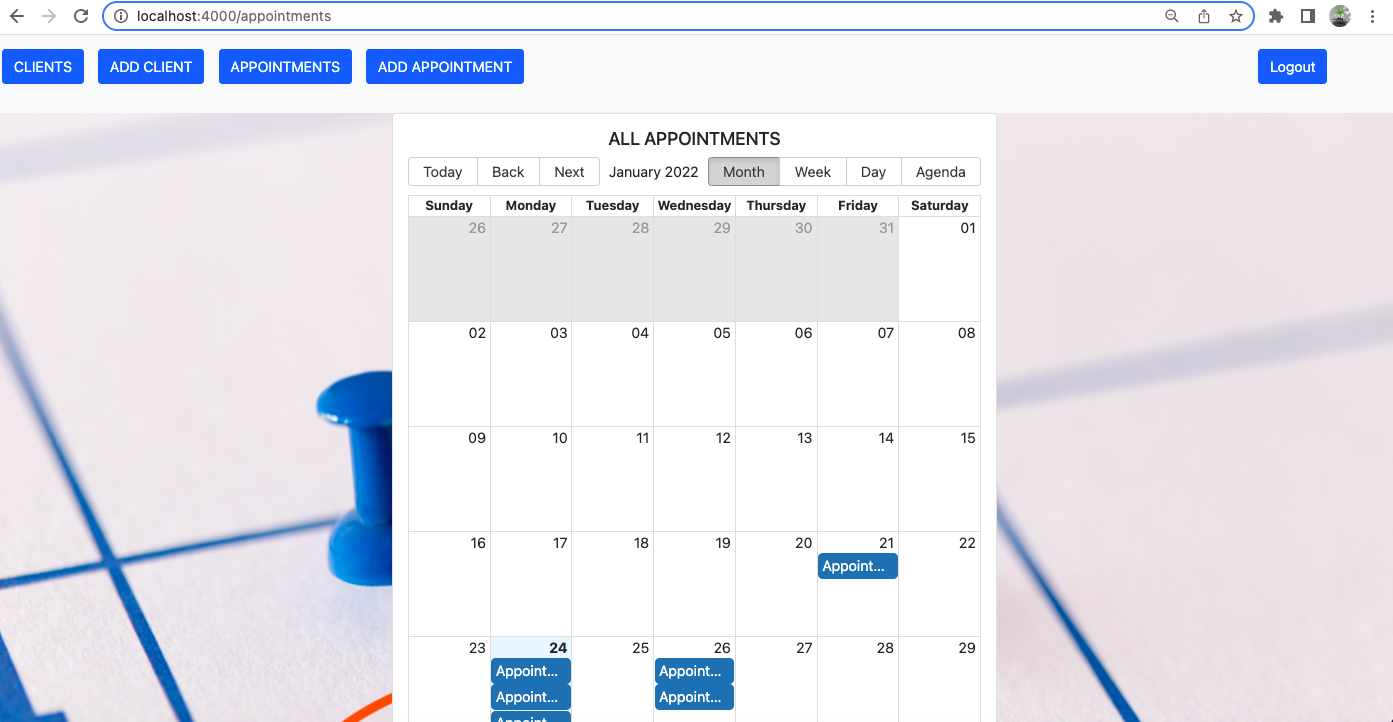 localhost:4000/appointments
CLIENTS ADD CLIENT APPOINTMENTS ADD APPOINTMENT Logout
ALL APPOINTMENTS
Today Back Next January 2022 Month Week Day Agenda
Sunday Monday Tuesday Wednesday Thursday Friday Saturday
26 27 28 29 30 31 01
02 03 04 05 06 07 08
09 10 11 12 13 14 15
16 17 18 19 20 21 22
Appoint...
23 24 25 26 27 28 29
Appoint... Appoint...
Appoint... Appoint...
Appoint...